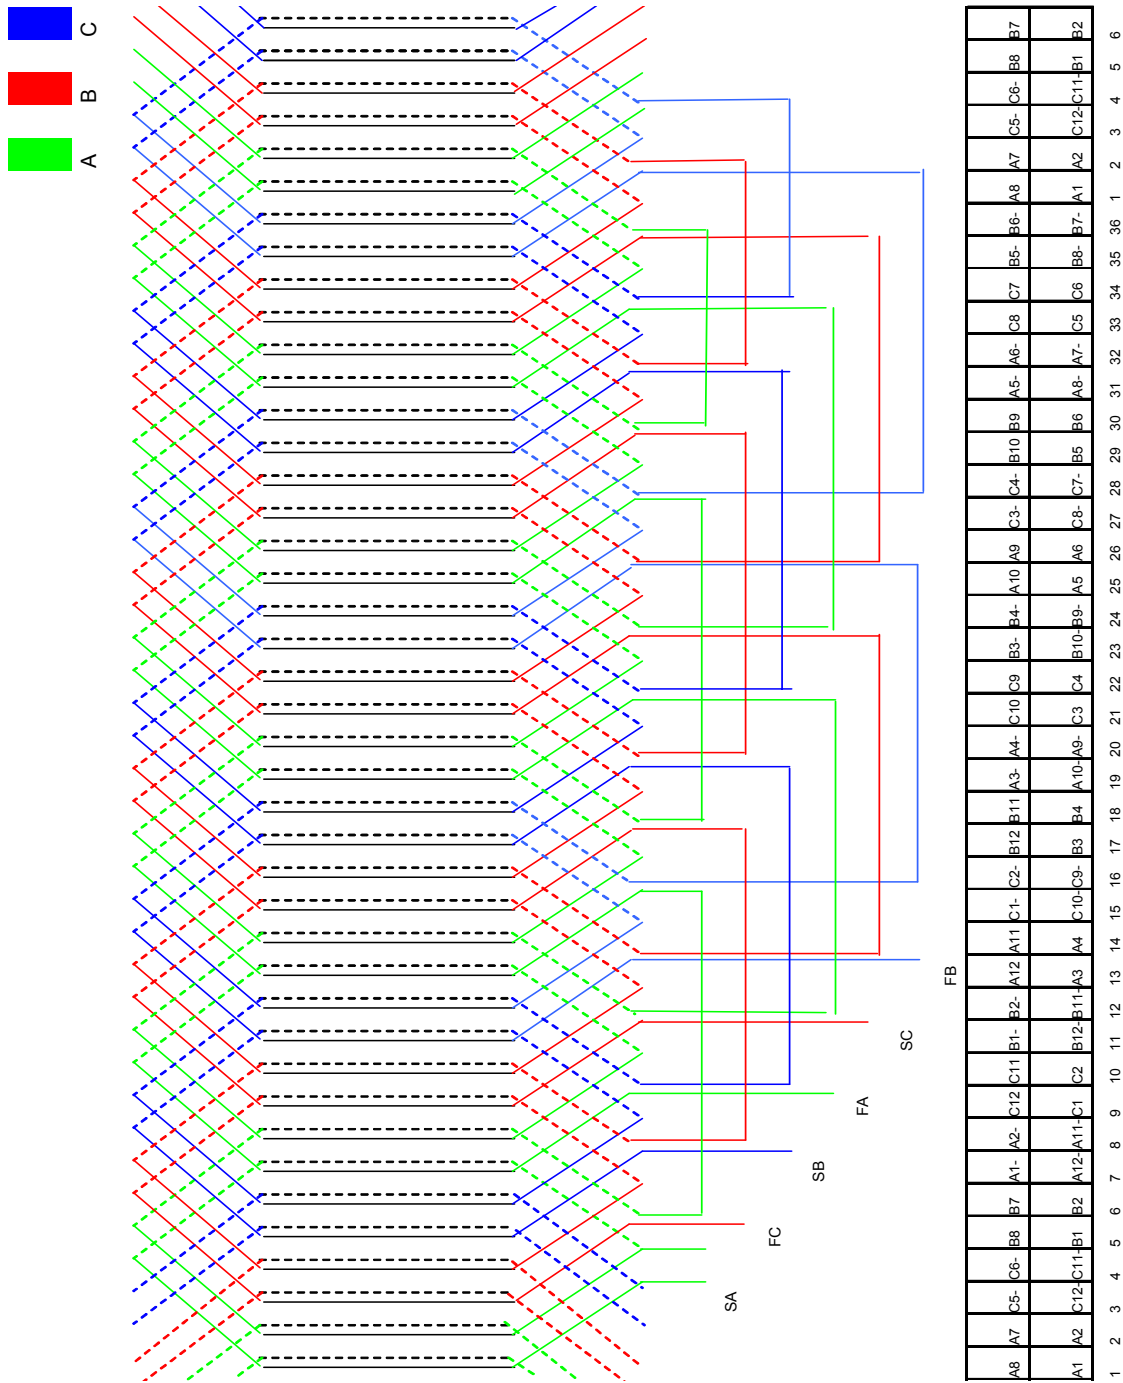 A B C
SA
FC
SB
FA
SC
FB
A8 A7 C5- C6- B8 B7 A1- A2- C12 C11 B1- B2- A12 A11 C1- C2- B12 B11 A3- A4- C10 C9 B3- B4- A10 A9 C3- C4- B10 B9 A5- A6- C8 C7 B5- B6- A8 A7 C5- C6- B8 B7
A1 A2 C12- C11- B1 B2 A12- A11- C1 C2 B12- B11- A3 A4 C10- C9- B3 B4 A10- A9- C3 C4 B10- B9- A5 A6 C8- C7- B5 B6 A8- A7- C5 C6 B8- B7- A1 A2 C12- C11- B1 B2
1 2 3 4 5 6 7 8 9 10 11 12 13 14 15 16 17 18 19 20 21 22 23 24 25 26 27 28 29 30 31 32 33 34 35 36 1 2 3 4 5 6